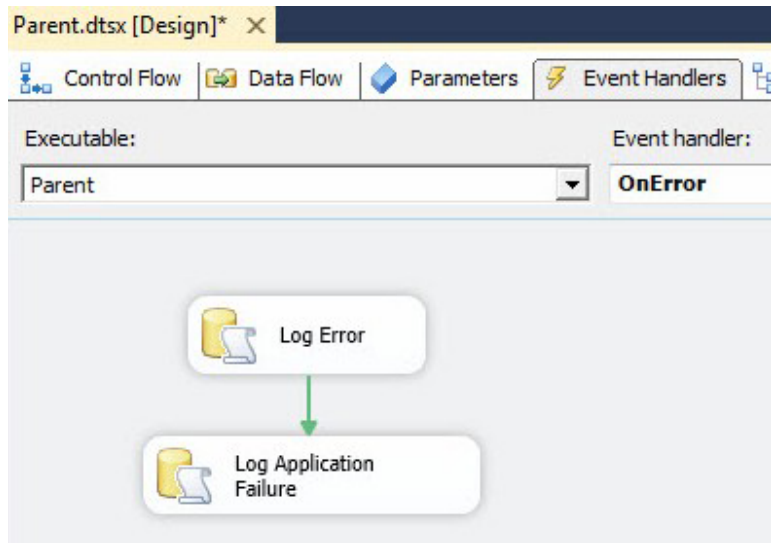 Parent.dtsx [Design]* ×
Control Flow Data Flow Parameters Event Handlers
Executable: Event handler:
Parent OnError
Log Error
Log Application
Failure